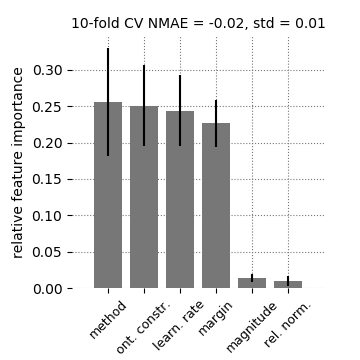 10-fold CV NMAE = -0.02, std = 0.01
relative feature importance
0.30
0.25
0.20
0.15
0.10
0.05
0.00
method
ont. constr.
learn. rate
margin
magnitude
rel. norm.